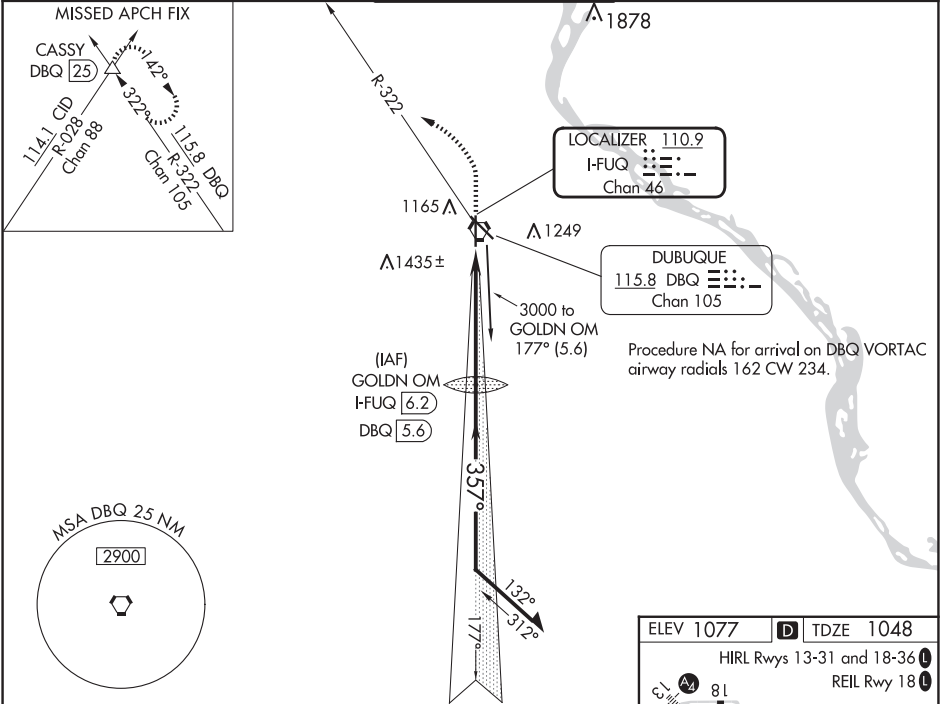 MISSED APCH FIX
CASSY
DBQ 25
142°
322°
114.1 CID
R-028
Chan 88
115.8 DBQ
R-322
Chan 105
R-322
1878
LOCALIZER 110.9
I-FUQ
Chan 46
1165
1249
1435 ±
DUBUQUE
115.8 DBQ
Chan 105
3000 to
GOLDN OM
177° (5.6)
Procedure NA for arrival on DBQ VORTAC
airway radials 162 CW 234.
(IAF)
GOLDN OM
I-FUQ 6.2
DBQ 5.6
357°
132°
312°
177°
MSA DBQ 25 NM
2900
ELEV 1077 D TDZE 1048
HIRL Rwys 13-31 and 18-36 L
REIL Rwy 18 L
13 A4 18